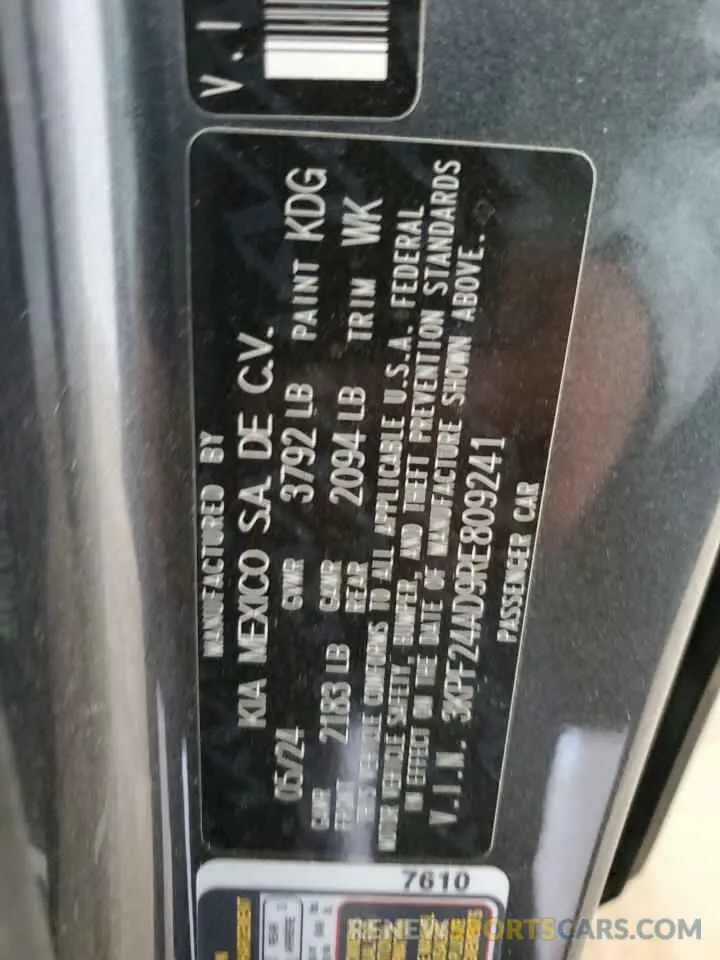 V.I
MANUFACTURED BY
KIA MEXICO S.A. DE C.V.
05/24 GVWR 3792 LB PAINT KDG
GAWR FRONT 2183 LB GAWR REAR 2094 LB TRIM WK
THIS VEHICLE CONFORMS TO ALL APPLICABLE U.S.A. FEDERAL
MOTOR VEHICLE SAFETY, BUMPER, AND THEFT PREVENTION STANDARDS
IN EFFECT ON THE DATE OF MANUFACTURE SHOWN ABOVE.
V.I.N. 3KPF24AD9RE809241
PASSENGER CAR
7610
REAR
RENEWSPORTSCARS.COM